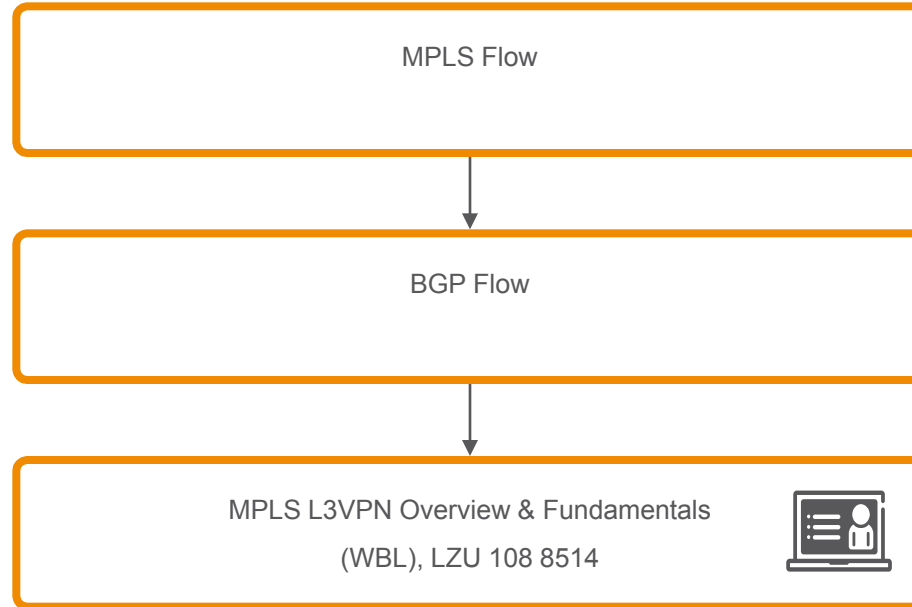 MPLS Flow
BGP Flow
MPLS L3VPN Overview & Fundamentals
(WBL), LZU 108 8514